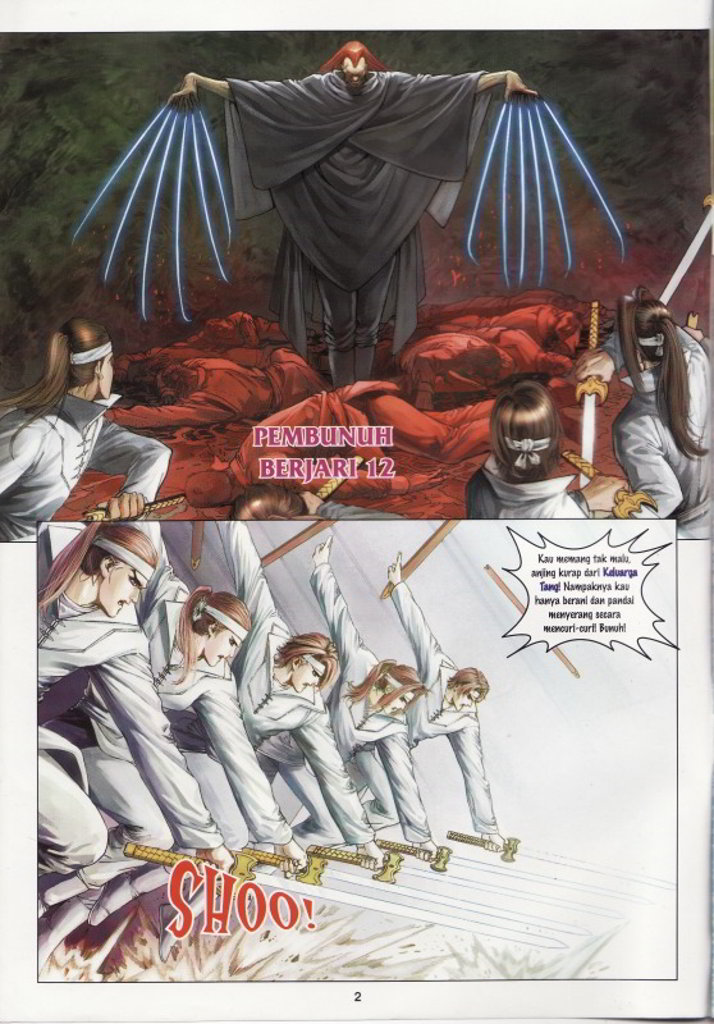 PEMBUNUH
BERJARI 12
Kau memang tak malu,
anjing kurap dari Keluarga
Tang! Nampaknya kau
hanya berani dan pandai
menyerang secara
mencuri-curi! Bunuh!
SHOO!
2